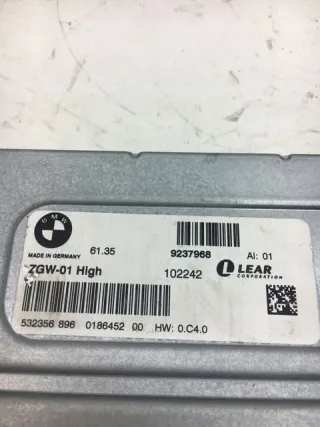 BMW
MADE IN GERMANY 61.35 9237968 AI: 01
ZGW-01 High 102242 LEAR
CORPORATION
532356 896 0186452 00 HW: 0.C4.0